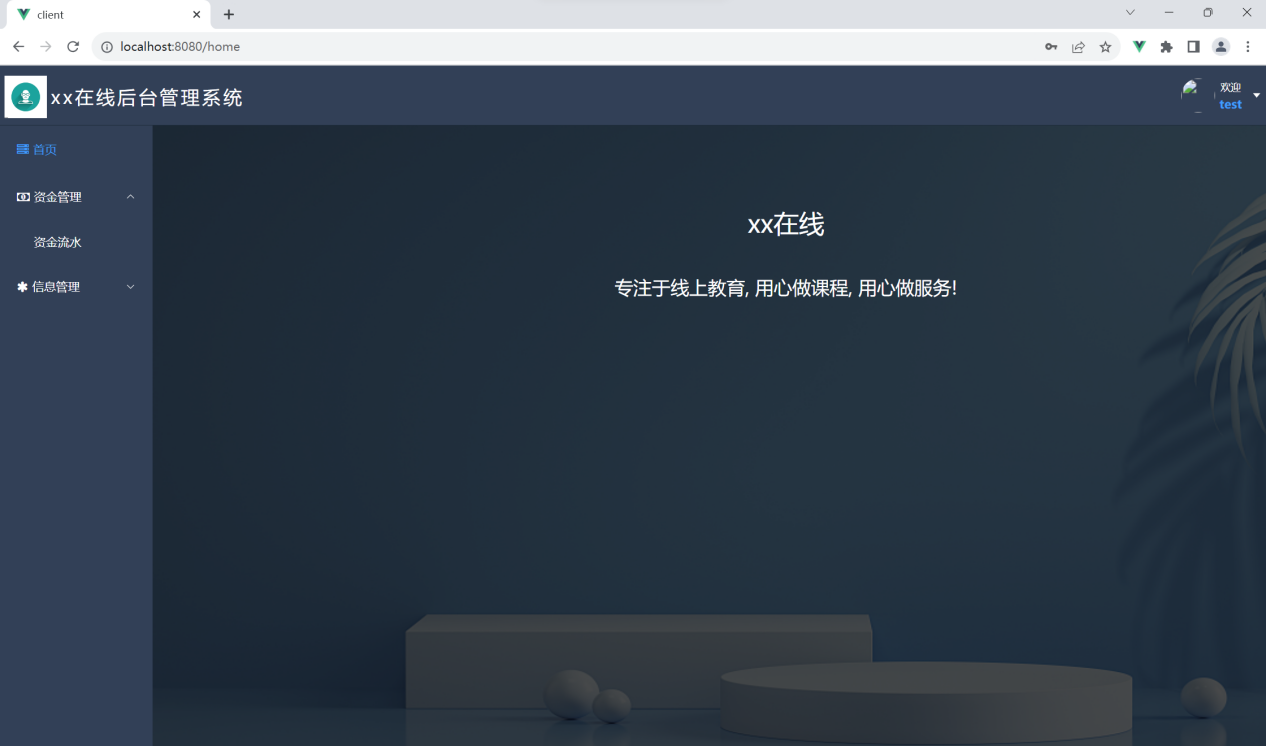 client
localhost:8080/home
xx在线后台管理系统
欢迎
test
首页
资金管理
资金流水
信息管理
xx在线
专注于线上教育, 用心做课程, 用心做服务!